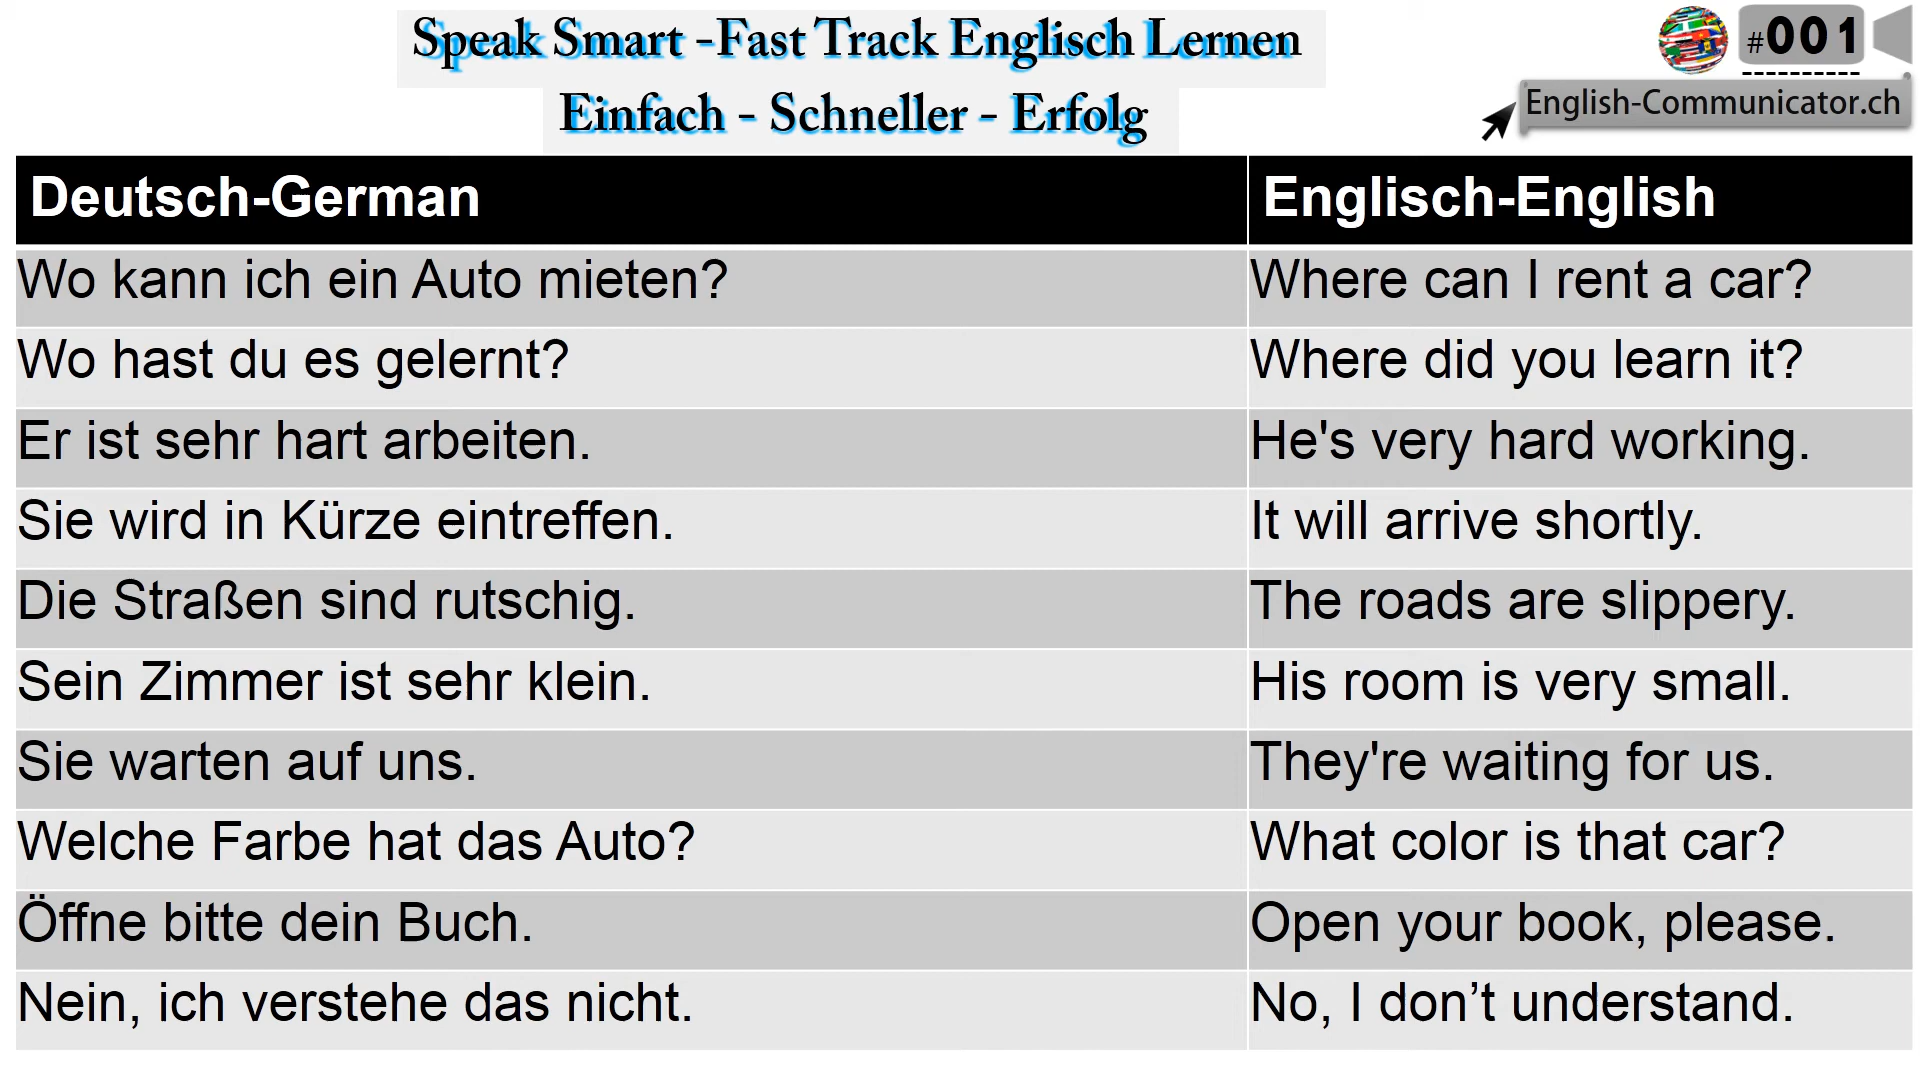 Speak Smart -Fast Track Englisch Lernen
Einfach - Schneller - Erfolg
#001
English-Communicator.ch
Deutsch-German Englisch-English
Wo kann ich ein Auto mieten? Where can I rent a car?
Wo hast du es gelernt? Where did you learn it?
Er ist sehr hart arbeiten. He's very hard working.
Sie wird in Kürze eintreffen. It will arrive shortly.
Die Straßen sind rutschig. The roads are slippery.
Sein Zimmer ist sehr klein. His room is very small.
Sie warten auf uns. They're waiting for us.
Welche Farbe hat das Auto? What color is that car?
Öffne bitte dein Buch. Open your book, please.
Nein, ich verstehe das nicht. No, I don’t understand.